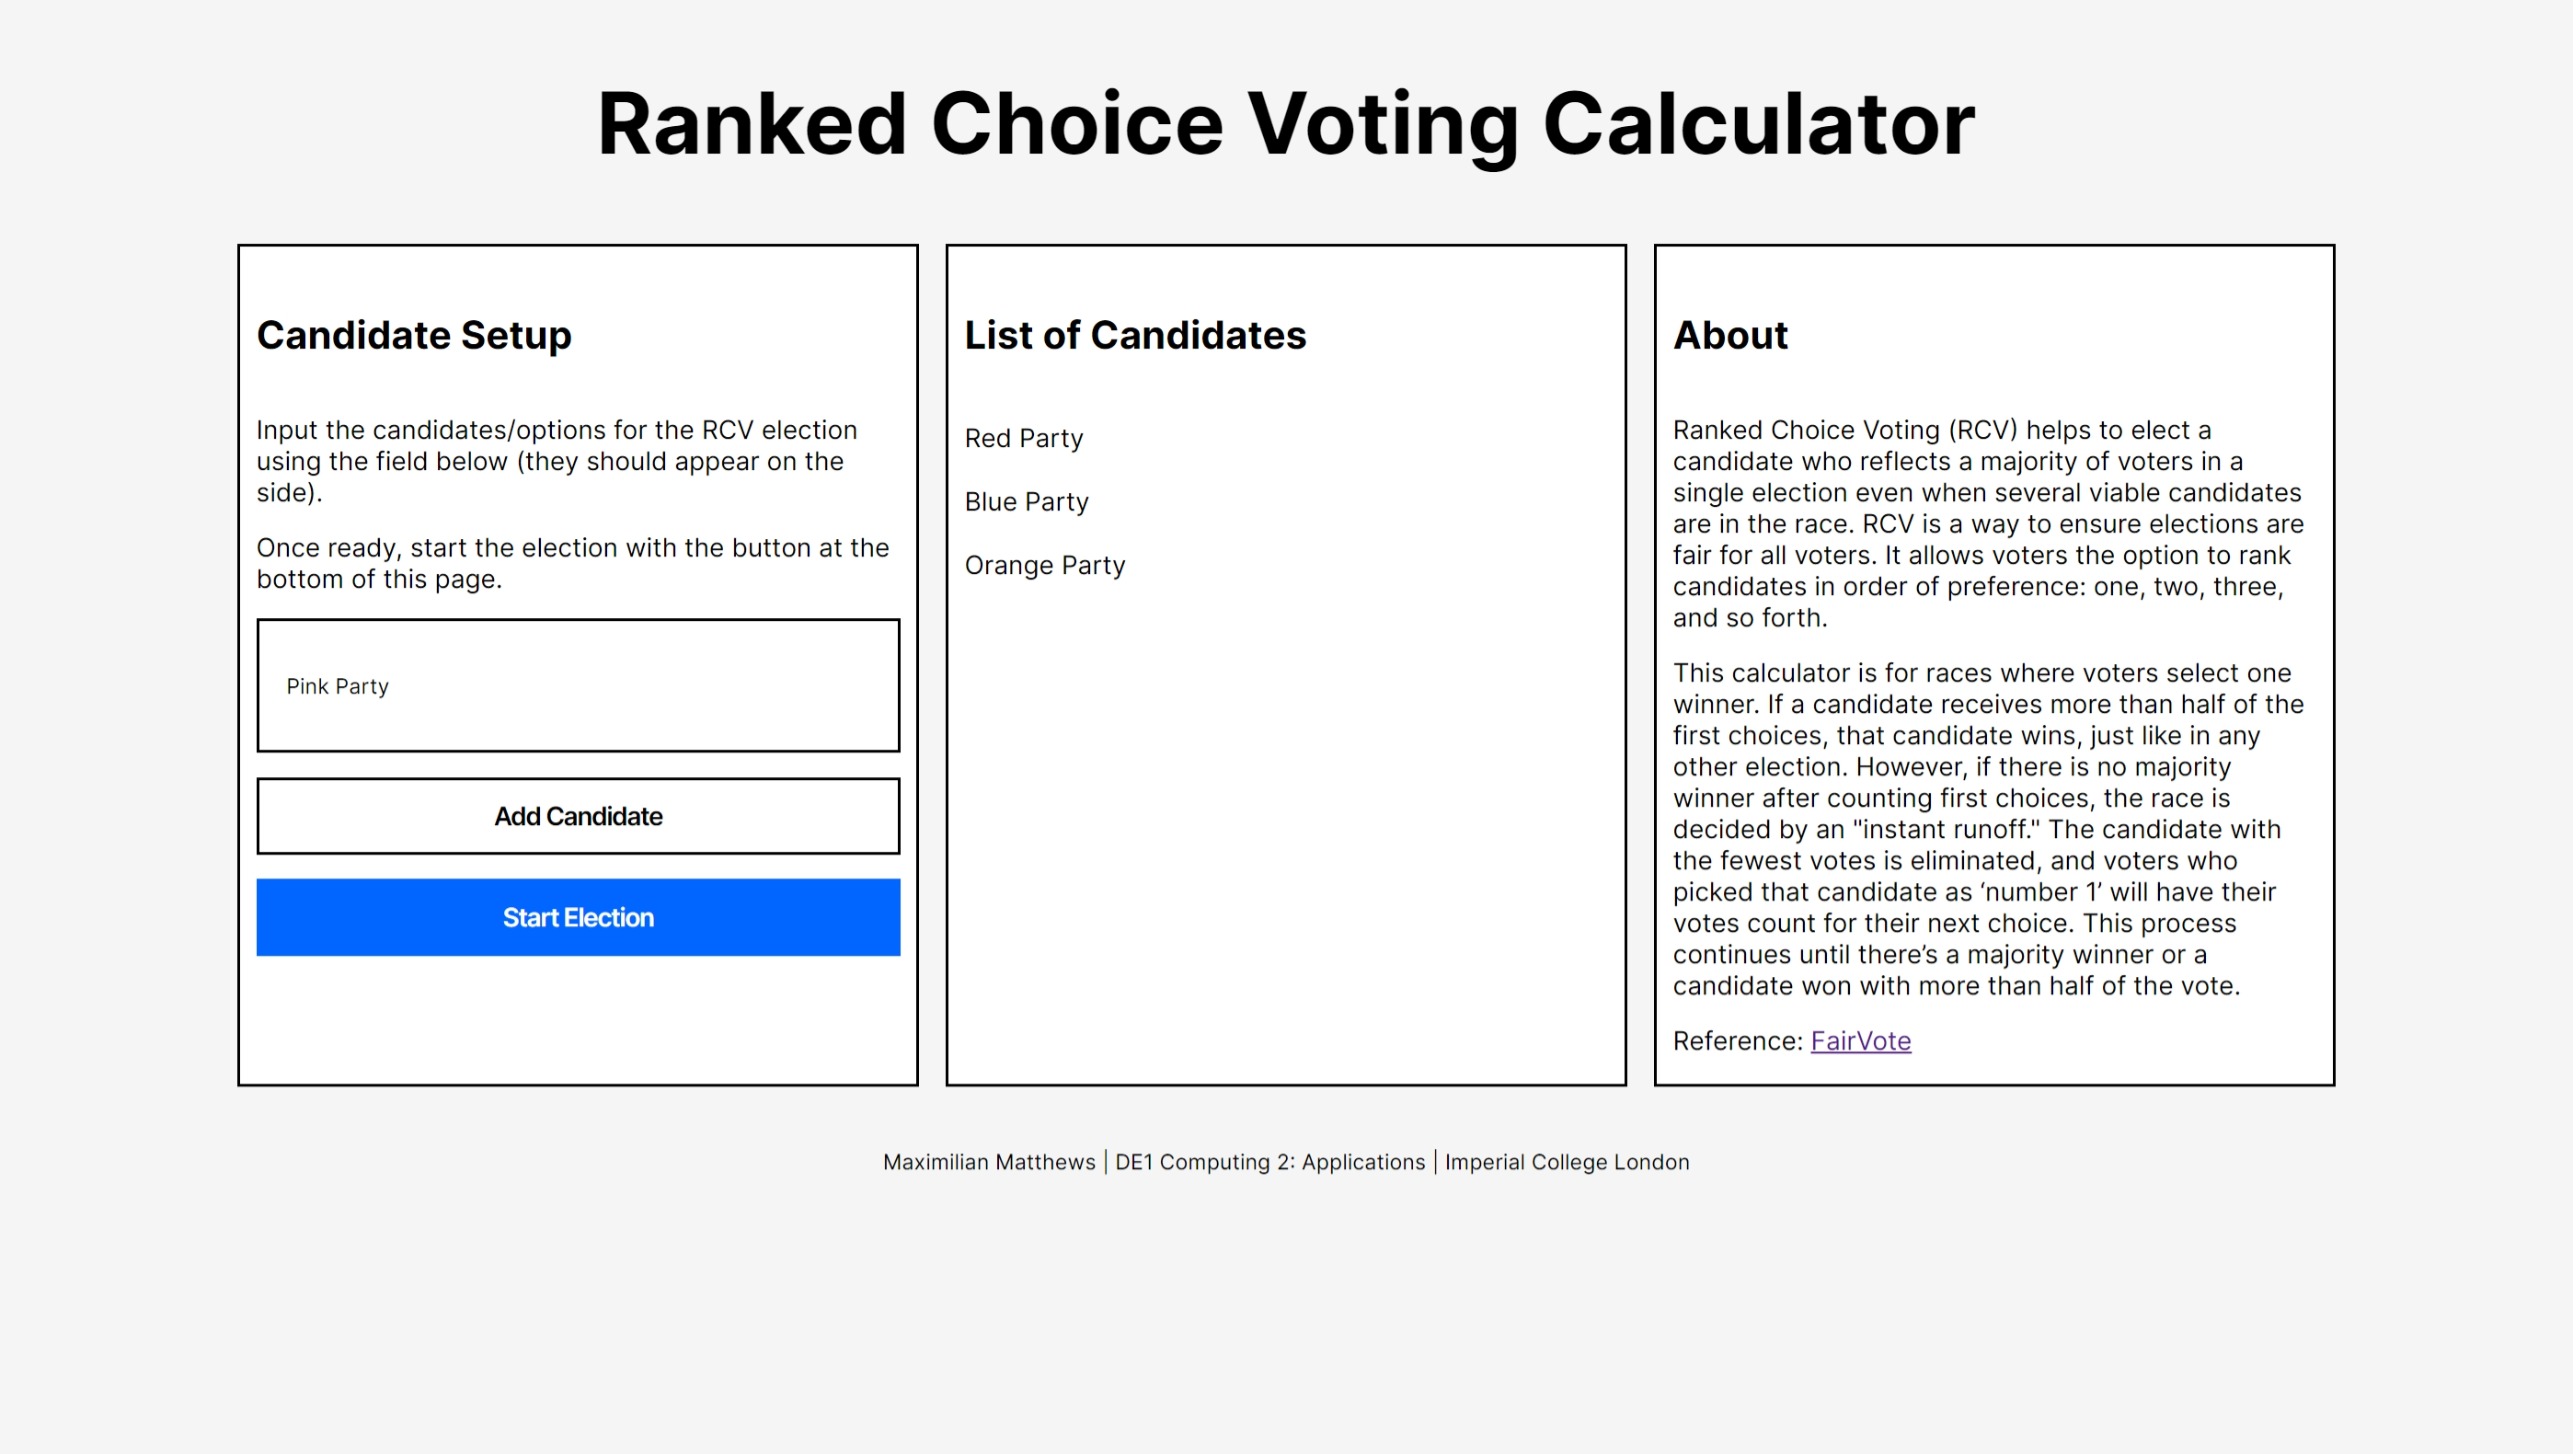 Ranked Choice Voting Calculator
Candidate Setup
Input the candidates/options for the RCV election
using the field below (they should appear on the
side).
Once ready, start the election with the button at the
bottom of this page.
Pink Party
Add Candidate
Start Election
List of Candidates
Red Party
Blue Party
Orange Party
About
Ranked Choice Voting (RCV) helps to elect a
candidate who reflects a majority of voters in a
single election even when several viable candidates
are in the race. RCV is a way to ensure elections are
fair for all voters. It allows voters the option to rank
candidates in order of preference: one, two, three,
and so forth.
This calculator is for races where voters select one
winner. If a candidate receives more than half of the
first choices, that candidate wins, just like in any
other election. However, if there is no majority
winner after counting first choices, the race is
decided by an "instant runoff." The candidate with
the fewest votes is eliminated, and voters who
picked that candidate as ‘number 1’ will have their
votes count for their next choice. This process
continues until there’s a majority winner or a
candidate won with more than half of the vote.
Reference: FairVote
Maximilian Matthews | DE1 Computing 2: Applications | Imperial College London